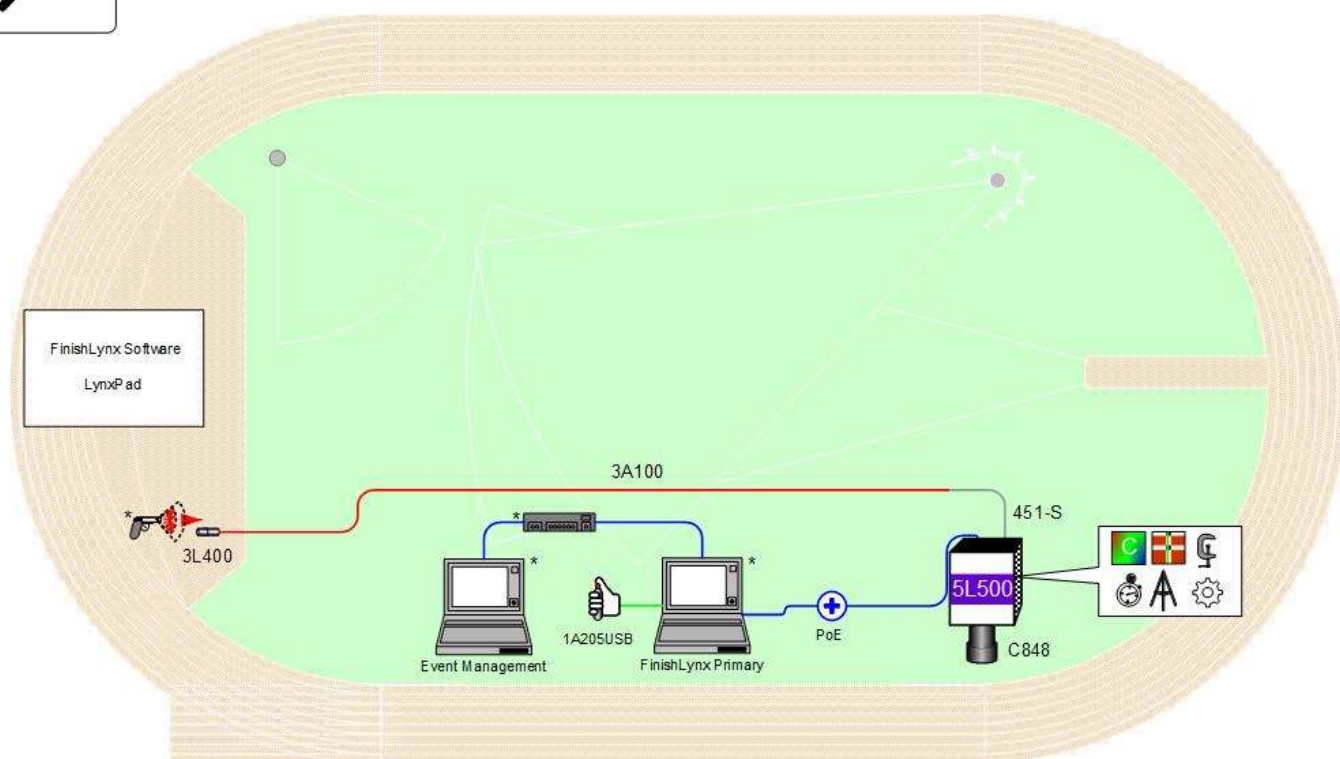 FinishLynx Software
LynxPad
3A100
451-S
*
3L400
*
*
*
C
5L500
1A205USB
PoE
C848
Event Management
FinishLynx Primary